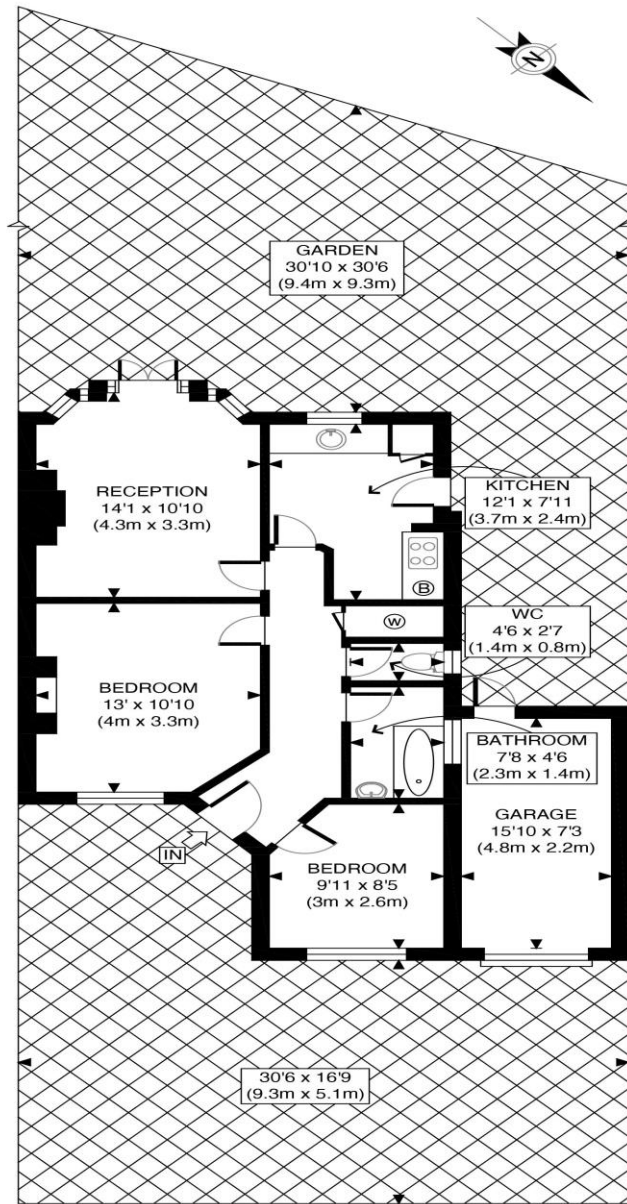 N
GARDEN
30'10 x 30'6
(9.4m x 9.3m)
RECEPTION
14'1 x 10'10
(4.3m x 3.3m)
KITCHEN
12'1 x 7'11
(3.7m x 2.4m)
B
W
WC
4'6 x 2'7
(1.4m x 0.8m)
BEDROOM
13' x 10'10
(4m x 3.3m)
BATHROOM
7'8 x 4'6
(2.3m x 1.4m)
GARAGE
15'10 x 7'3
(4.8m x 2.2m)
IN
BEDROOM
9'11 x 8'5
(3m x 2.6m)
30'6 x 16'9
(9.3m x 5.1m)